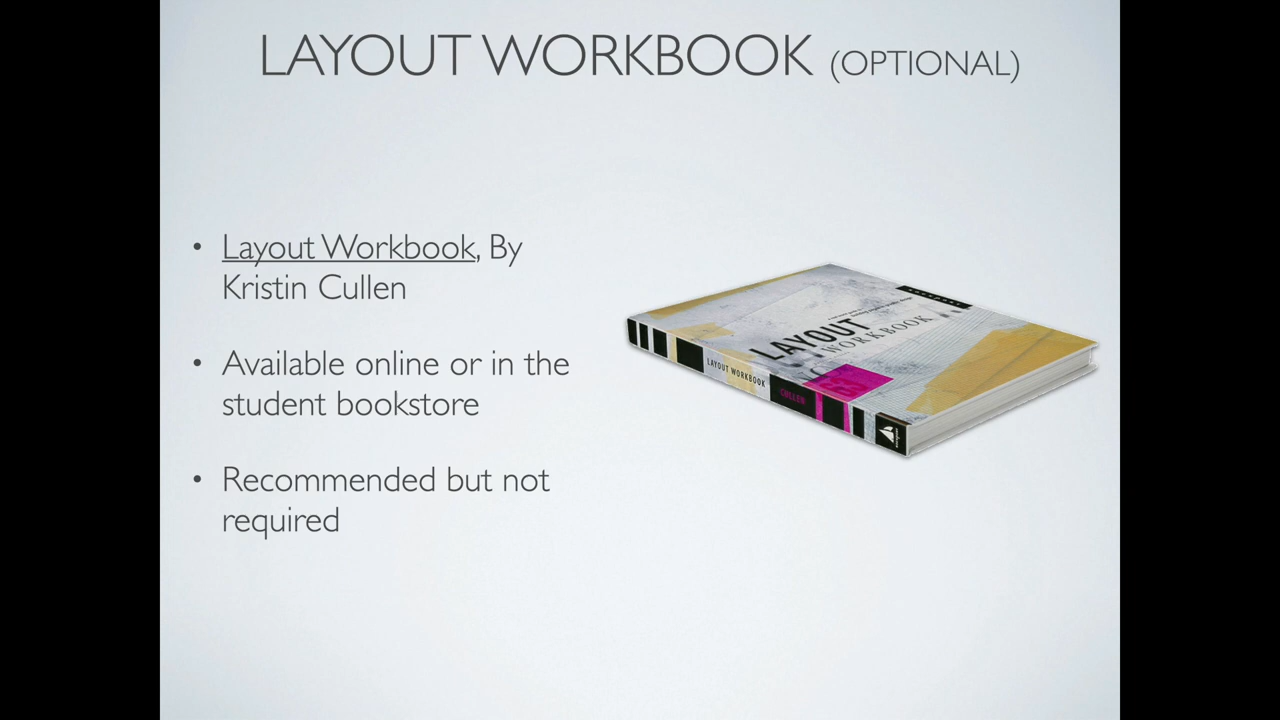 LAYOUT WORKBOOK (OPTIONAL)
• Layout Workbook, By
Kristin Cullen
• Available online or in the
student bookstore
• Recommended but not
required
LAYOUT
WORKBOOK
LAYOUT WORKBOOK
CULLEN